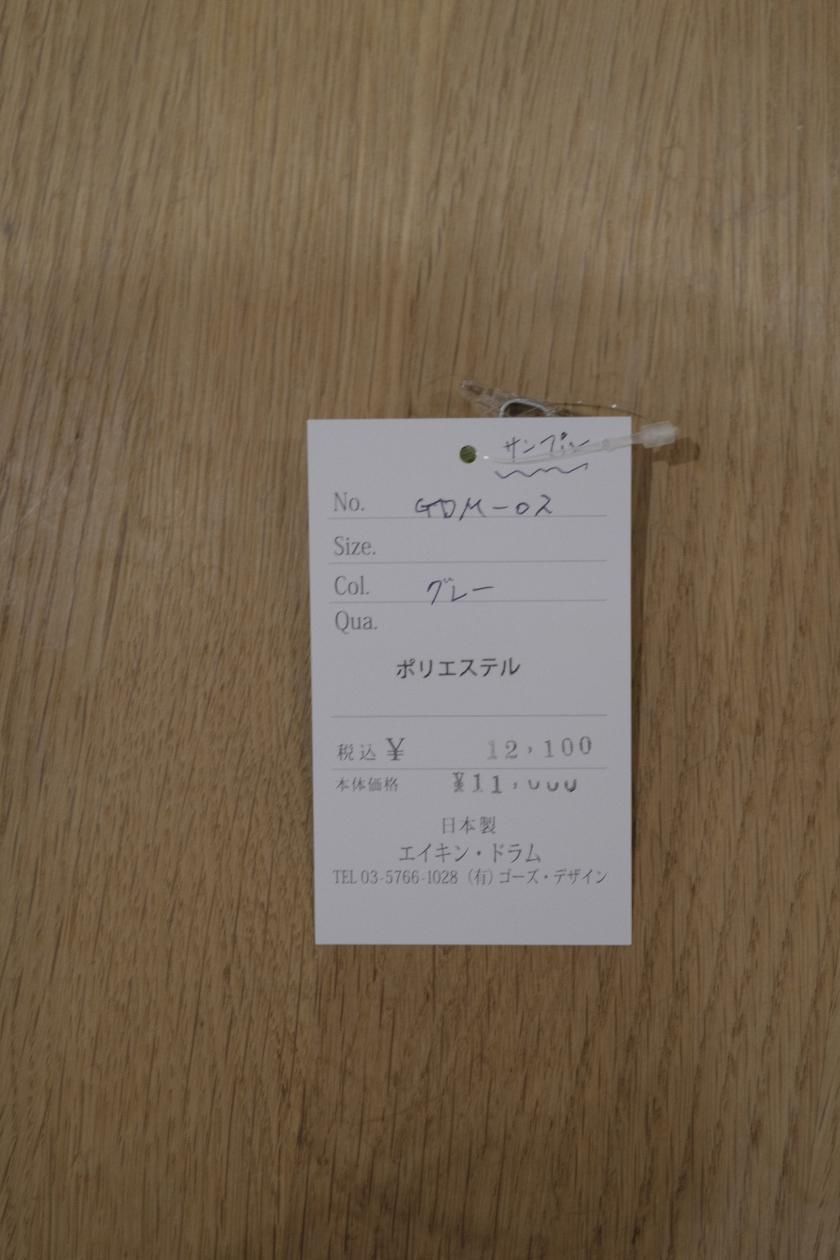 サンプル
No. GDM-02
Size.
Col. グレー
Qua.
ポリエステル
税込 ¥ 12,100
本体価格 ¥11,000
日本製
エイキン・ドラム
TEL 03-5766-1028 (有) ゴーズ・デザイン